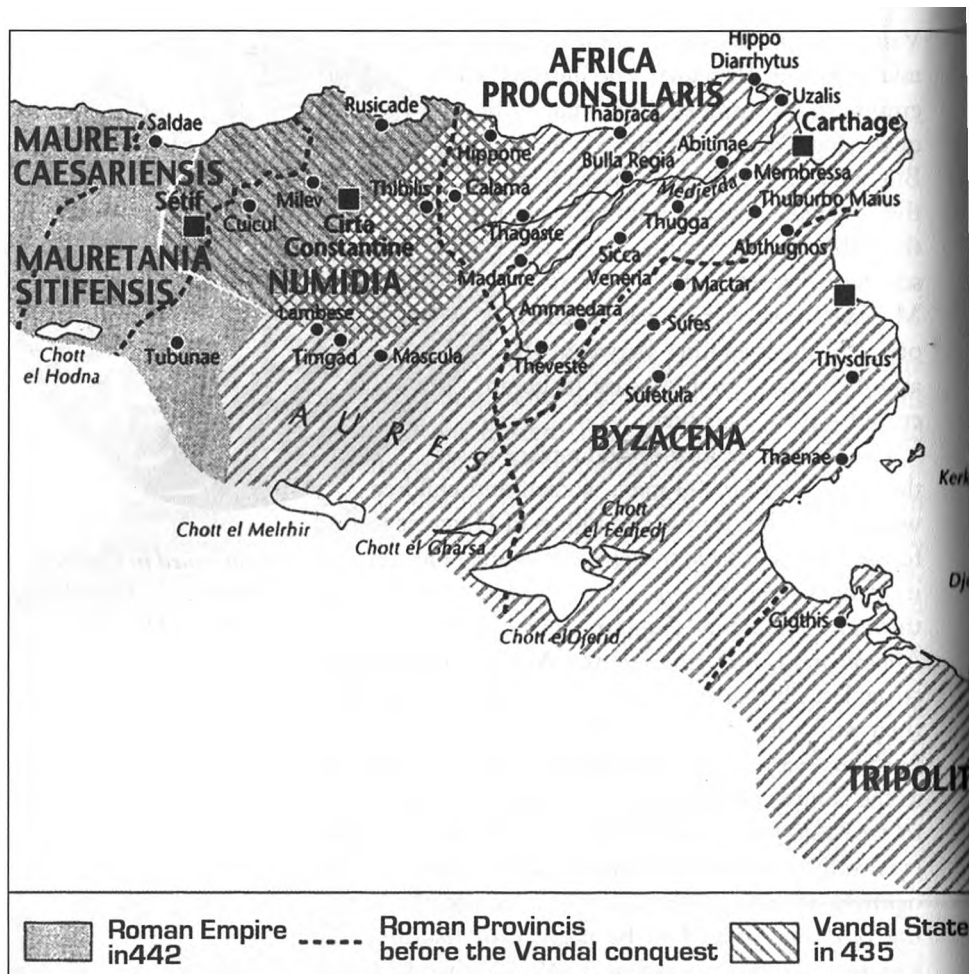 Hippo
Diarrhytus
AFRICA
PROCONSULARIS
Uzalis
Rusicade
Thabraca
Carthage
MAURET.
CAESARIENSIS
Saldae
Hippone
Bulla Regia
Abitinae
Membressa
Setif
Milev
Thibilis
Calama
Medjerda
Thuburbo Maius
Cuicul
Cirta
Constantine
Thagaste
Thugga
Abthugnos
MAURETANIA
SITIFENSIS
NUMIDIA
Madaure
Sicca
Veneria
Mactar
Lambese
Ammaedara
Sufes
Chott
el Hodna
Tubunae
Timgad
Mascula
Theveste
Thysdrus
Sufetula
AURES
BYZACENA
Thaenae
Chott el Melrhir
Chott el Gharsa
Chott
el Fedjedj
Chott elDjerid
Gigthis
Roman Empire
in442
Roman Provincis
before the Vandal conquest
Vandal State
in 435